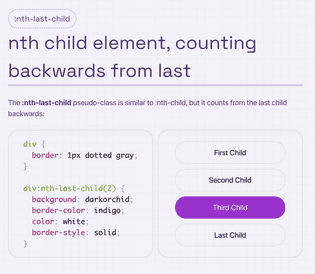 :nth-last-child
nth child element, counting
backwards from last
The :nth-last-child pseudo-class is similar to :nth-child, but it counts from the last child
backwards:
div {
border: 1px dotted gray;
}
div:nth-last-child(2) {
background: darkorchid;
border-color: indigo;
color: white;
border-style: solid;
}
First Child
Second Child
Third Child
Last Child